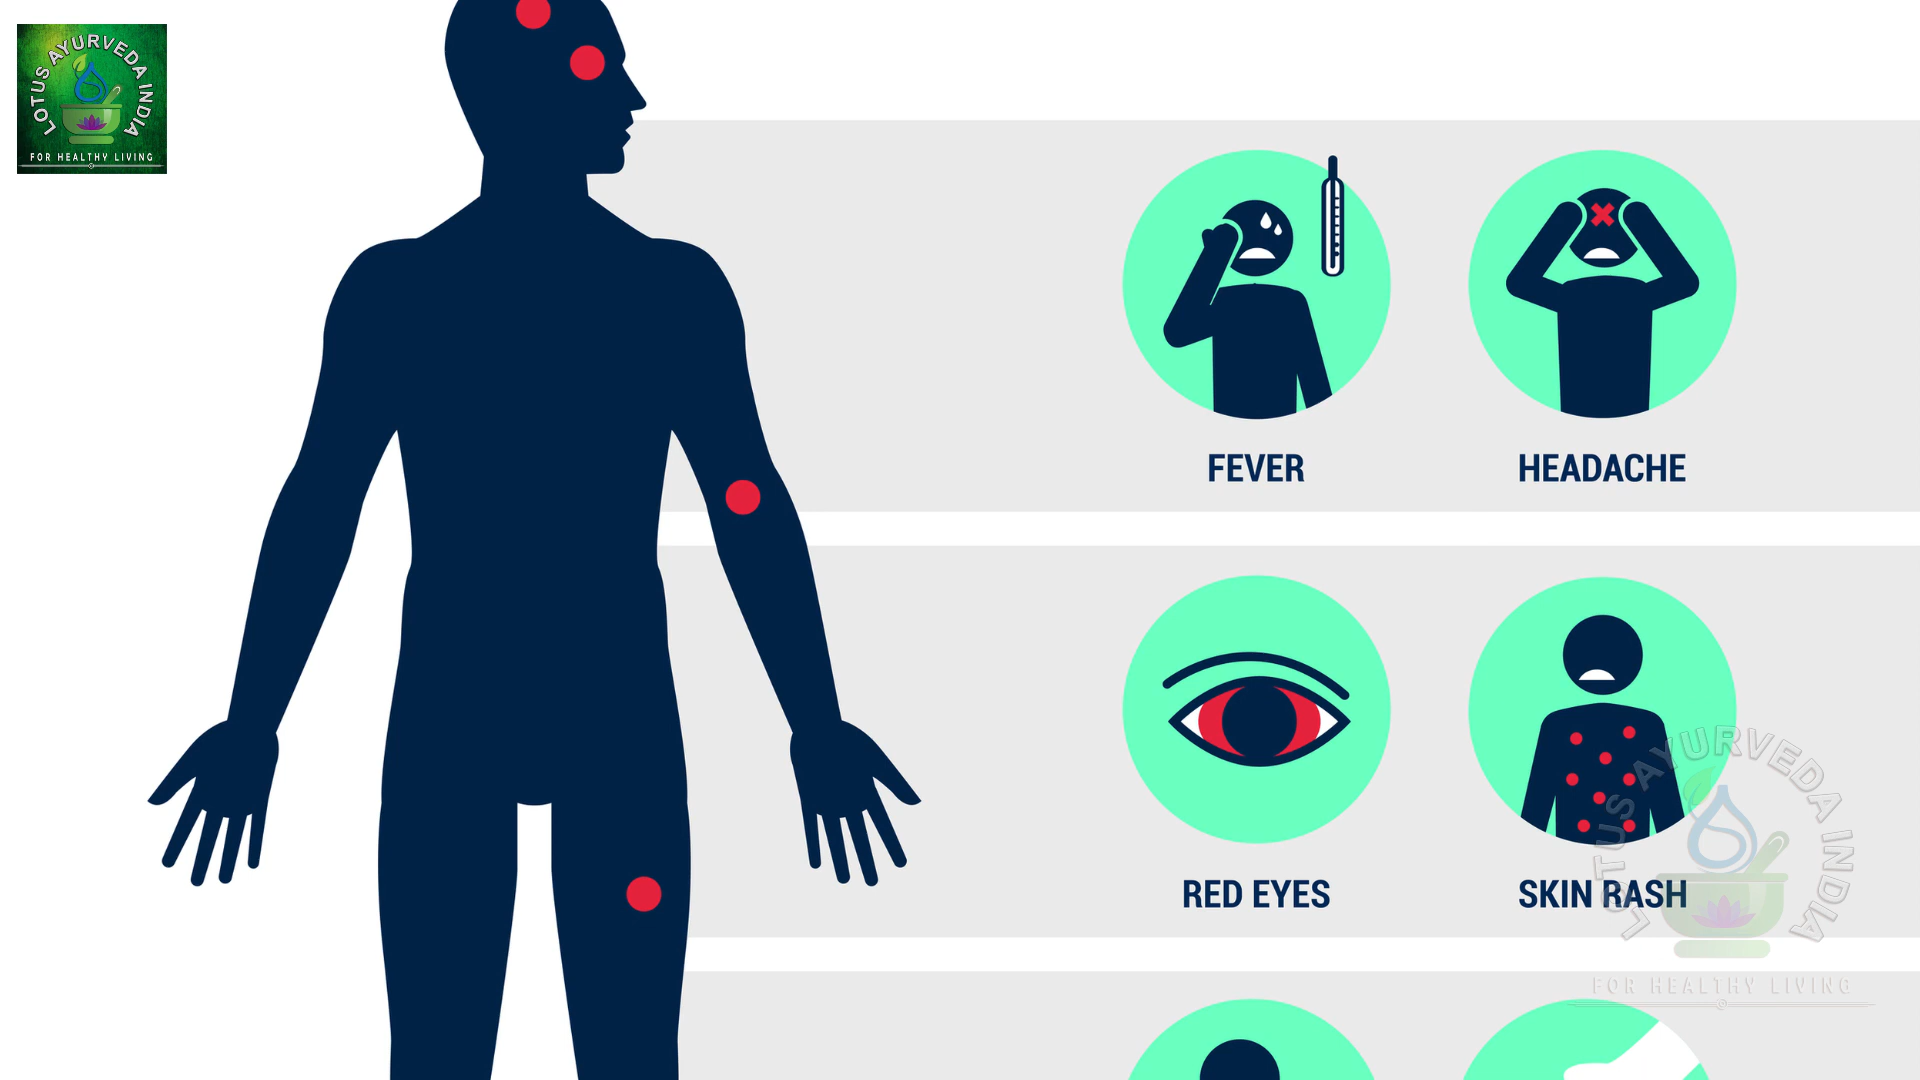 LOTUS AYURVEDA INDIA
FOR HEALTHY LIVING
FEVER
HEADACHE
RED EYES
SKIN RASH
LOTUS AYURVEDA INDIA
FOR HEALTHY LIVING